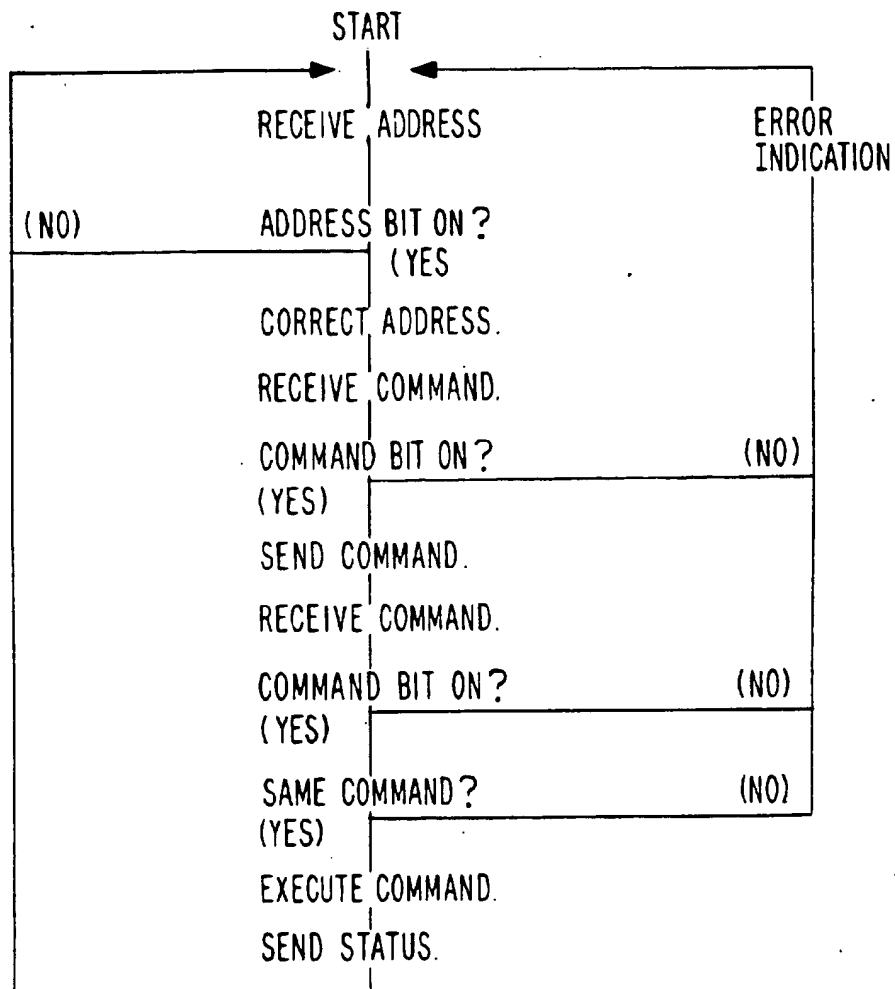 START
RECEIVE ADDRESS
ERROR
INDICATION
(NO)
ADDRESS BIT ON?
(YES
CORRECT ADDRESS.
RECEIVE COMMAND.
COMMAND BIT ON?
(NO)
(YES)
SEND COMMAND.
RECEIVE COMMAND.
COMMAND BIT ON?
(NO)
(YES)
SAME COMMAND?
(NO)
(YES)
EXECUTE COMMAND.
SEND STATUS.